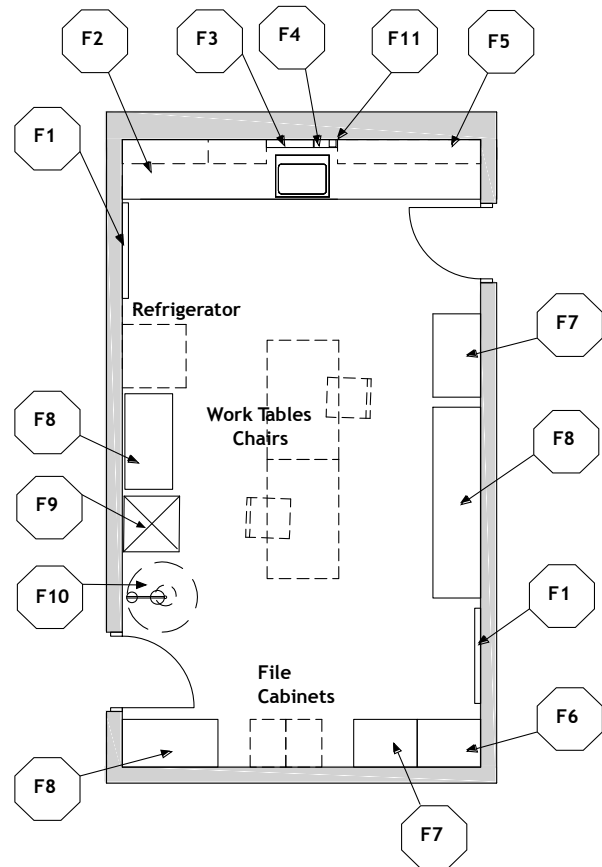 F2
F3
F4
F11
F5
F1
Refrigerator
F7
F8
Work Tables
Chairs
F8
F9
F10
F1
File
Cabinets
F6
F8
F7